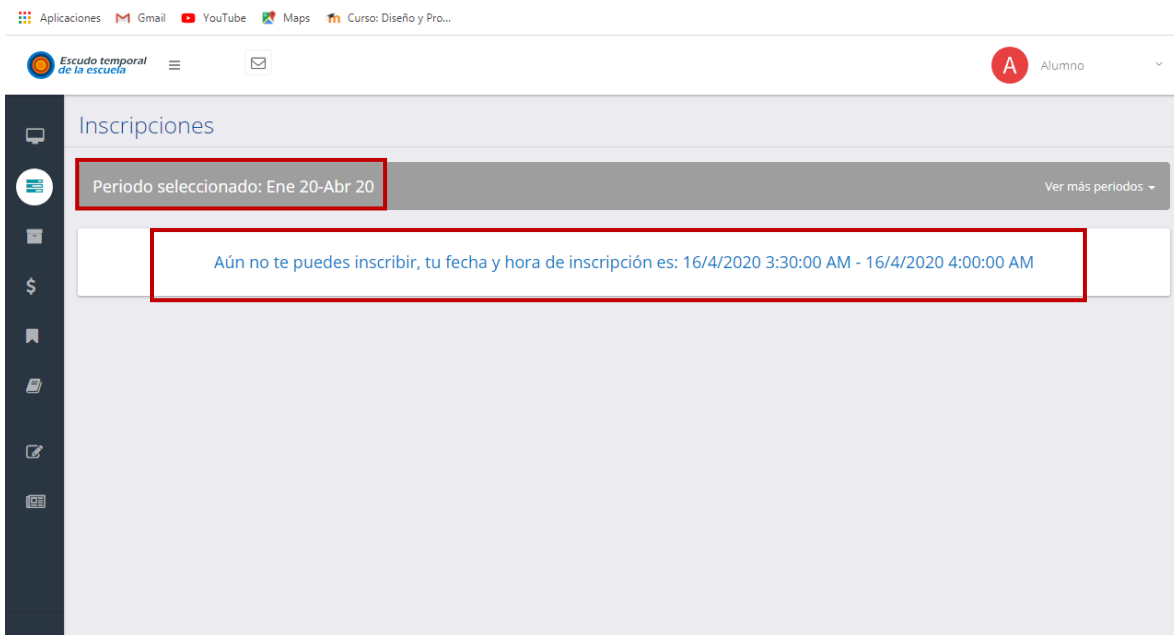 Aplicaciones Gmail YouTube Maps Curso: Diseño y Pro...
Escudo temporal
de la escuela
A Alumno
Inscripciones
Periodo seleccionado: Ene 20-Abr 20 Ver más periodos
Aún no te puedes inscribir, tu fecha y hora de inscripción es: 16/4/2020 3:30:00 AM - 16/4/2020 4:00:00 AM